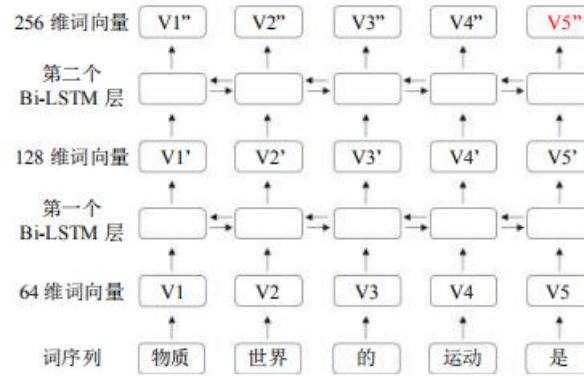 256 维词向量 V1” V2” V3” V4” V5”
第二个
Bi-LSTM 层
128 维词向量 V1’ V2’ V3’ V4’ V5’
第一个
Bi-LSTM 层
64 维词向量 V1 V2 V3 V4 V5
词序列 物质 世界 的 运动 是